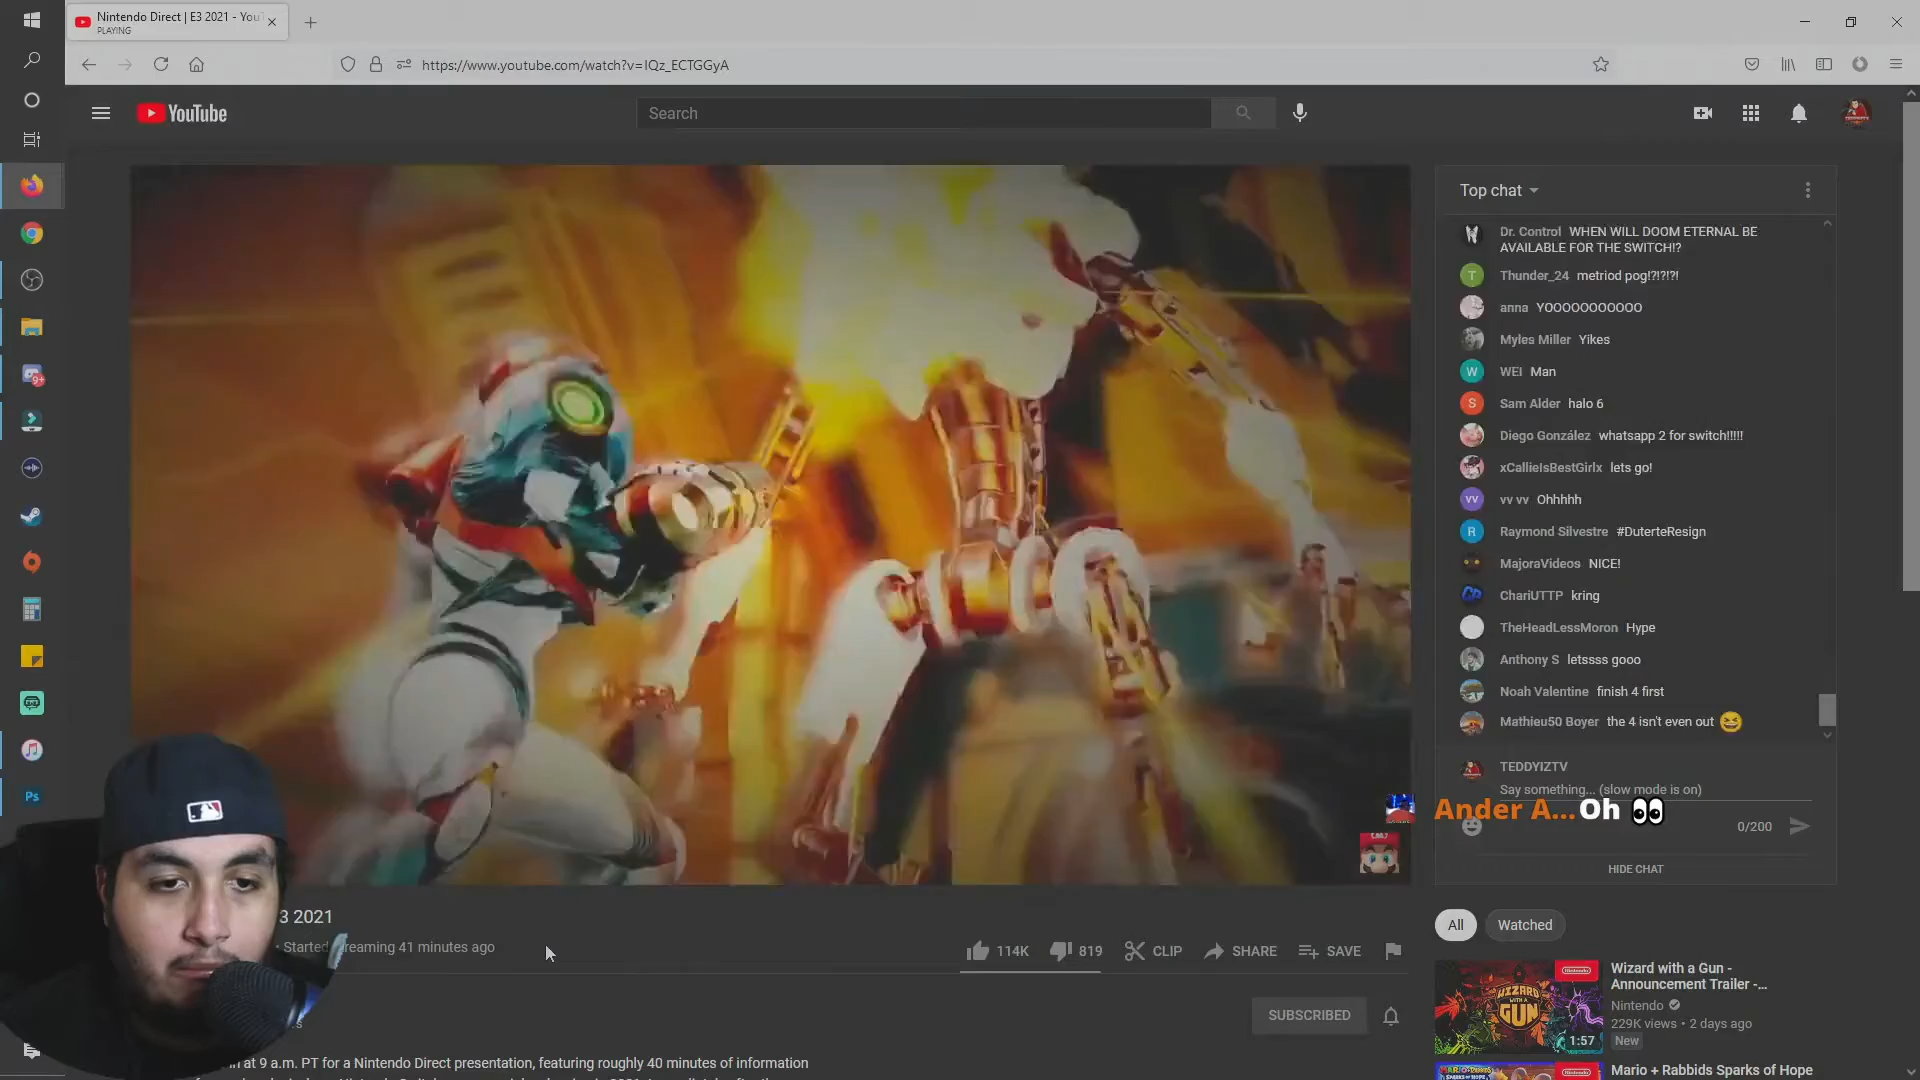 Nintendo Direct | E3 2021 - You
PLAYING
https://www.youtube.com/watch?v=IQz_ECTGGyA
YouTube
Search
Top chat
Dr. Control WHEN WILL DOOM ETERNAL BE
AVAILABLE FOR THE SWITCH!?
T
Thunder_24 metriod pog!?!?!?!
anna YOOOOOOOOOOO
Myles Miller Yikes
W
WEI Man
S
Sam Alder halo 6
Diego González whatsapp 2 for switch!!!!!
xCallieIsBestGirlx lets go!
vv
vv vv Ohhhhh
R
Raymond Silvestre #DuterteResign
MajoraVideos NICE!
ChariUTTP kring
TheHeadLessMoron Hype
Anthony S letssss gooo
Noah Valentine finish 4 first
Mathieu50 Boyer the 4 isn't even out 😆
TEDDYIZTV
Say something... (slow mode is on)
Ander A...Oh 👀
0/200
HIDE CHAT
9+
Ps
3 2021
Started streaming 41 minutes ago
114K
819
CLIP
SHARE
SAVE
SUBSCRIBED
in at 9 a.m. PT for a Nintendo Direct presentation, featuring roughly 40 minutes of information
All
Watched
Nintendo
WIZARD
WITH A
GUN
1:57
Wizard with a Gun -
Announcement Trailer -...
Nintendo
229K views • 2 days ago
New
Mario + Rabbids Sparks of Hope